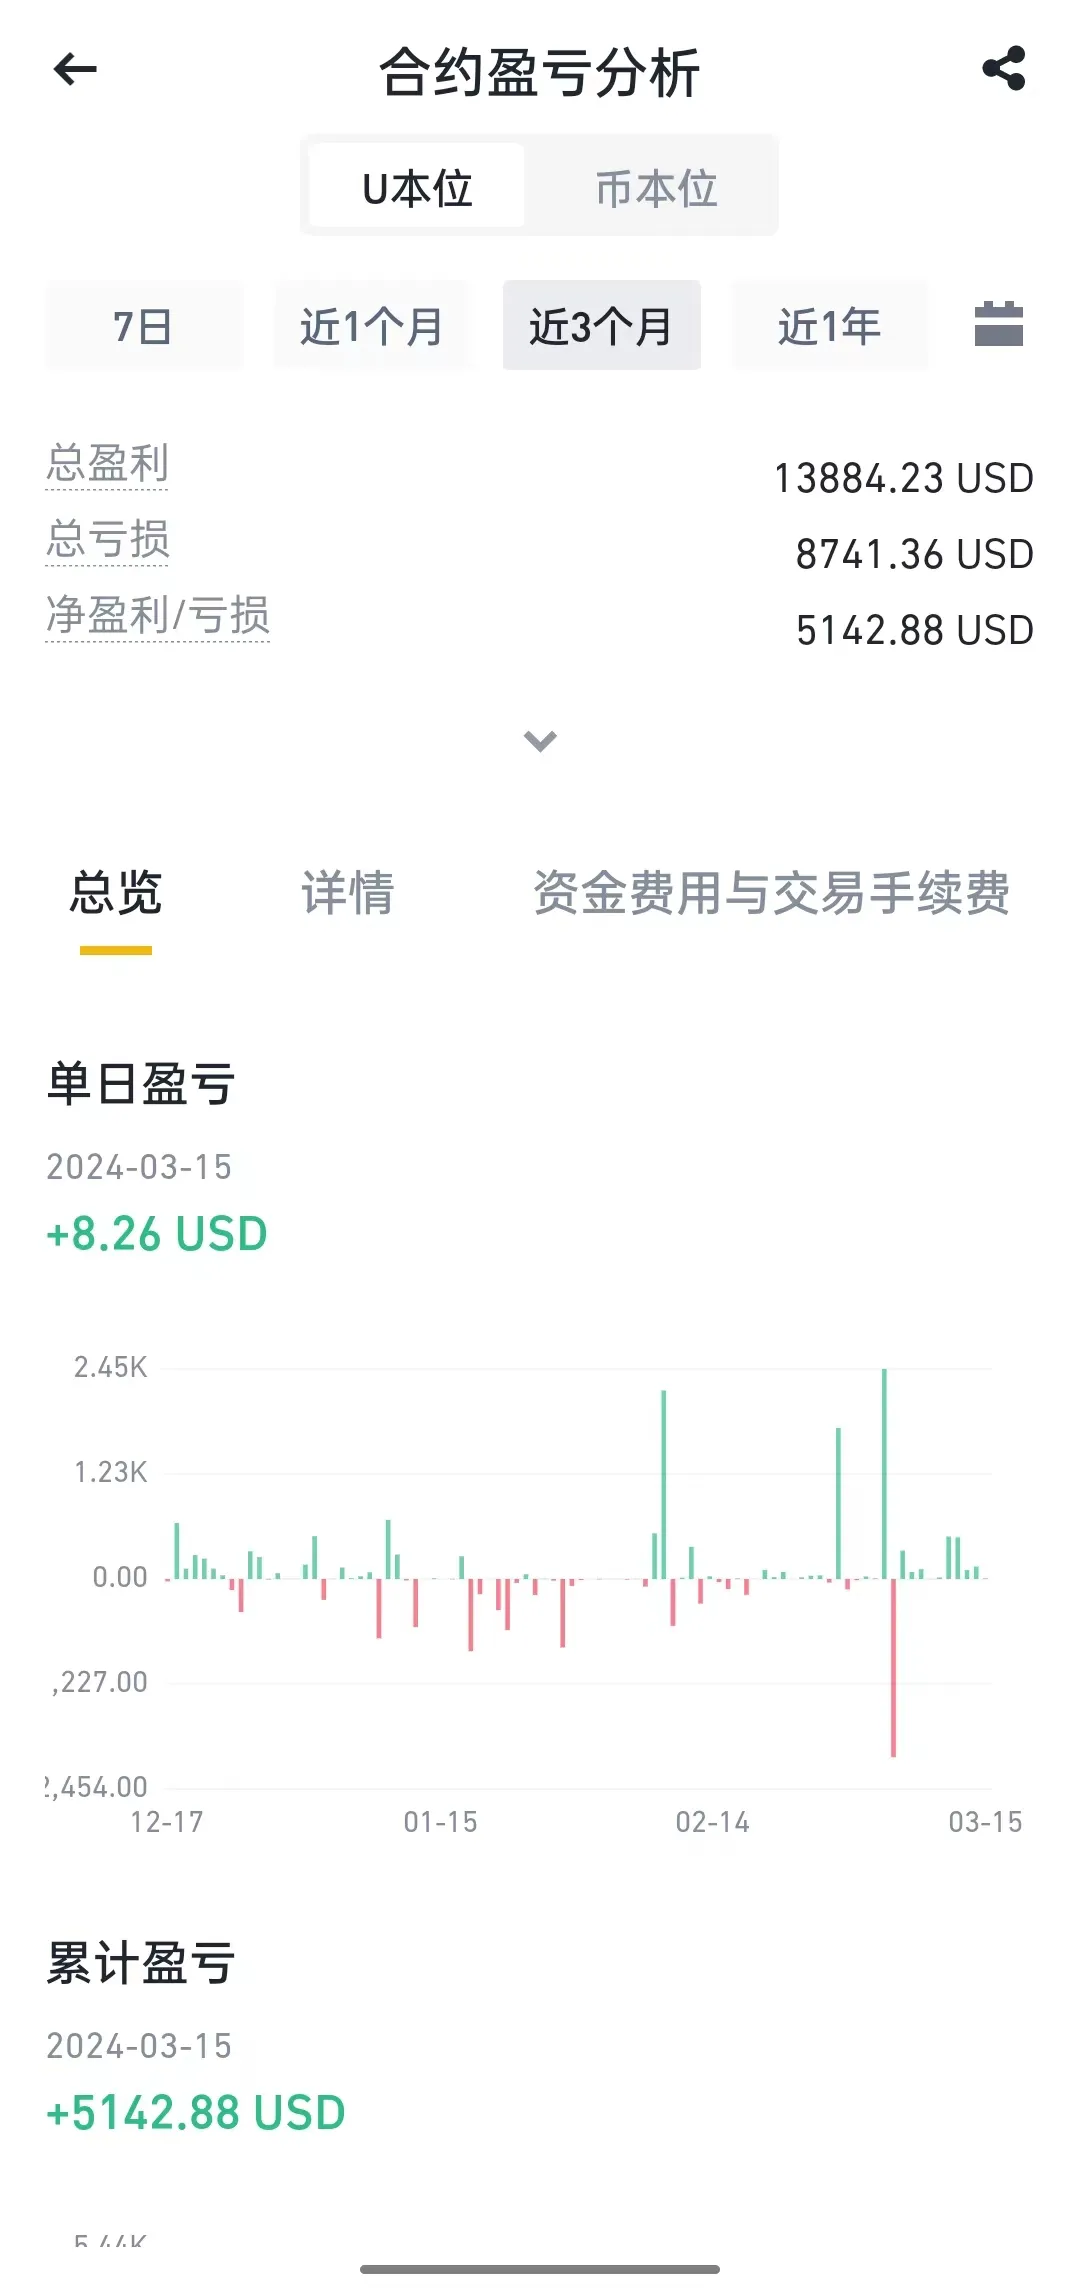 合约盈亏分析
U本位 币本位
7日 近1个月 近3个月 近1年
总盈利 13884.23 USD
总亏损 8741.36 USD
净盈利/亏损 5142.88 USD
总览 详情 资金费用与交易手续费
单日盈亏
2024-03-15
+8.26 USD
2.45K
1.23K
0.00
,227.00
2,454.00
12-17 01-15 02-14 03-15
累计盈亏
2024-03-15
+5142.88 USD
5.44K